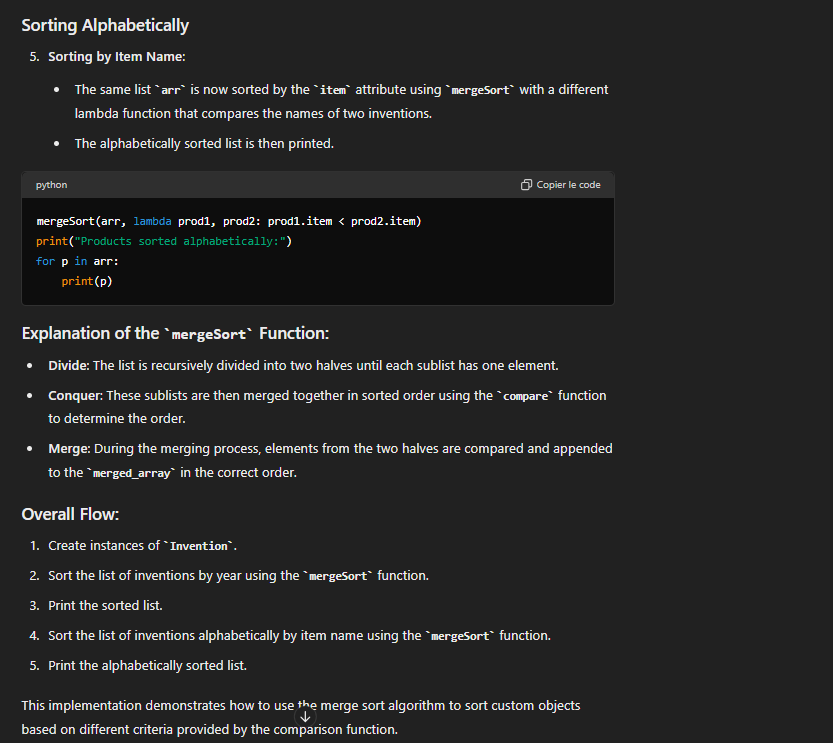 Sorting Alphabetically
5. Sorting by Item Name:
• The same list `arr` is now sorted by the `item` attribute using `mergeSort` with a different
lambda function that compares the names of two inventions.
• The alphabetically sorted list is then printed.
python Copier le code
mergeSort(arr, lambda prod1, prod2: prod1.item < prod2.item)
print("Products sorted alphabetically:")
for p in arr:
    print(p)
Explanation of the `mergeSort` Function:
• Divide: The list is recursively divided into two halves until each sublist has one element.
• Conquer: These sublists are then merged together in sorted order using the `compare` function
to determine the order.
• Merge: During the merging process, elements from the two halves are compared and appended
to the `merged_array` in the correct order.
Overall Flow:
1. Create instances of `Invention`.
2. Sort the list of inventions by year using the `mergeSort` function.
3. Print the sorted list.
4. Sort the list of inventions alphabetically by item name using the `mergeSort` function.
5. Print the alphabetically sorted list.
This implementation demonstrates how to use the merge sort algorithm to sort custom objects
based on different criteria provided by the comparison function.